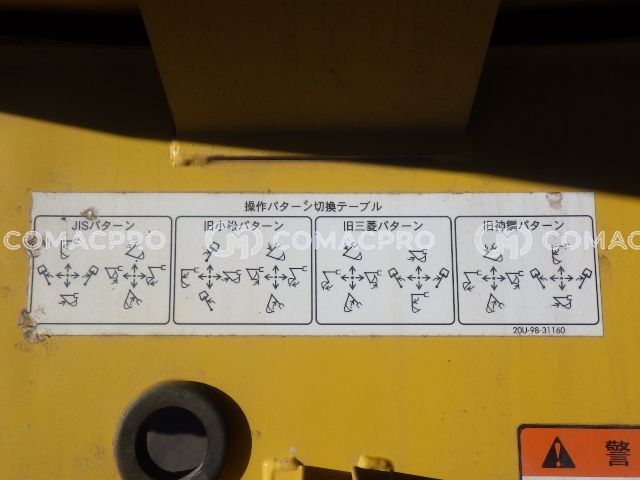 操作パターン切換テーブル
JISパターン
旧小松パターン
旧三菱パターン
旧神鋼パターン
COMACPRO COMACPRO COMACPRO
20U-98-31160
警